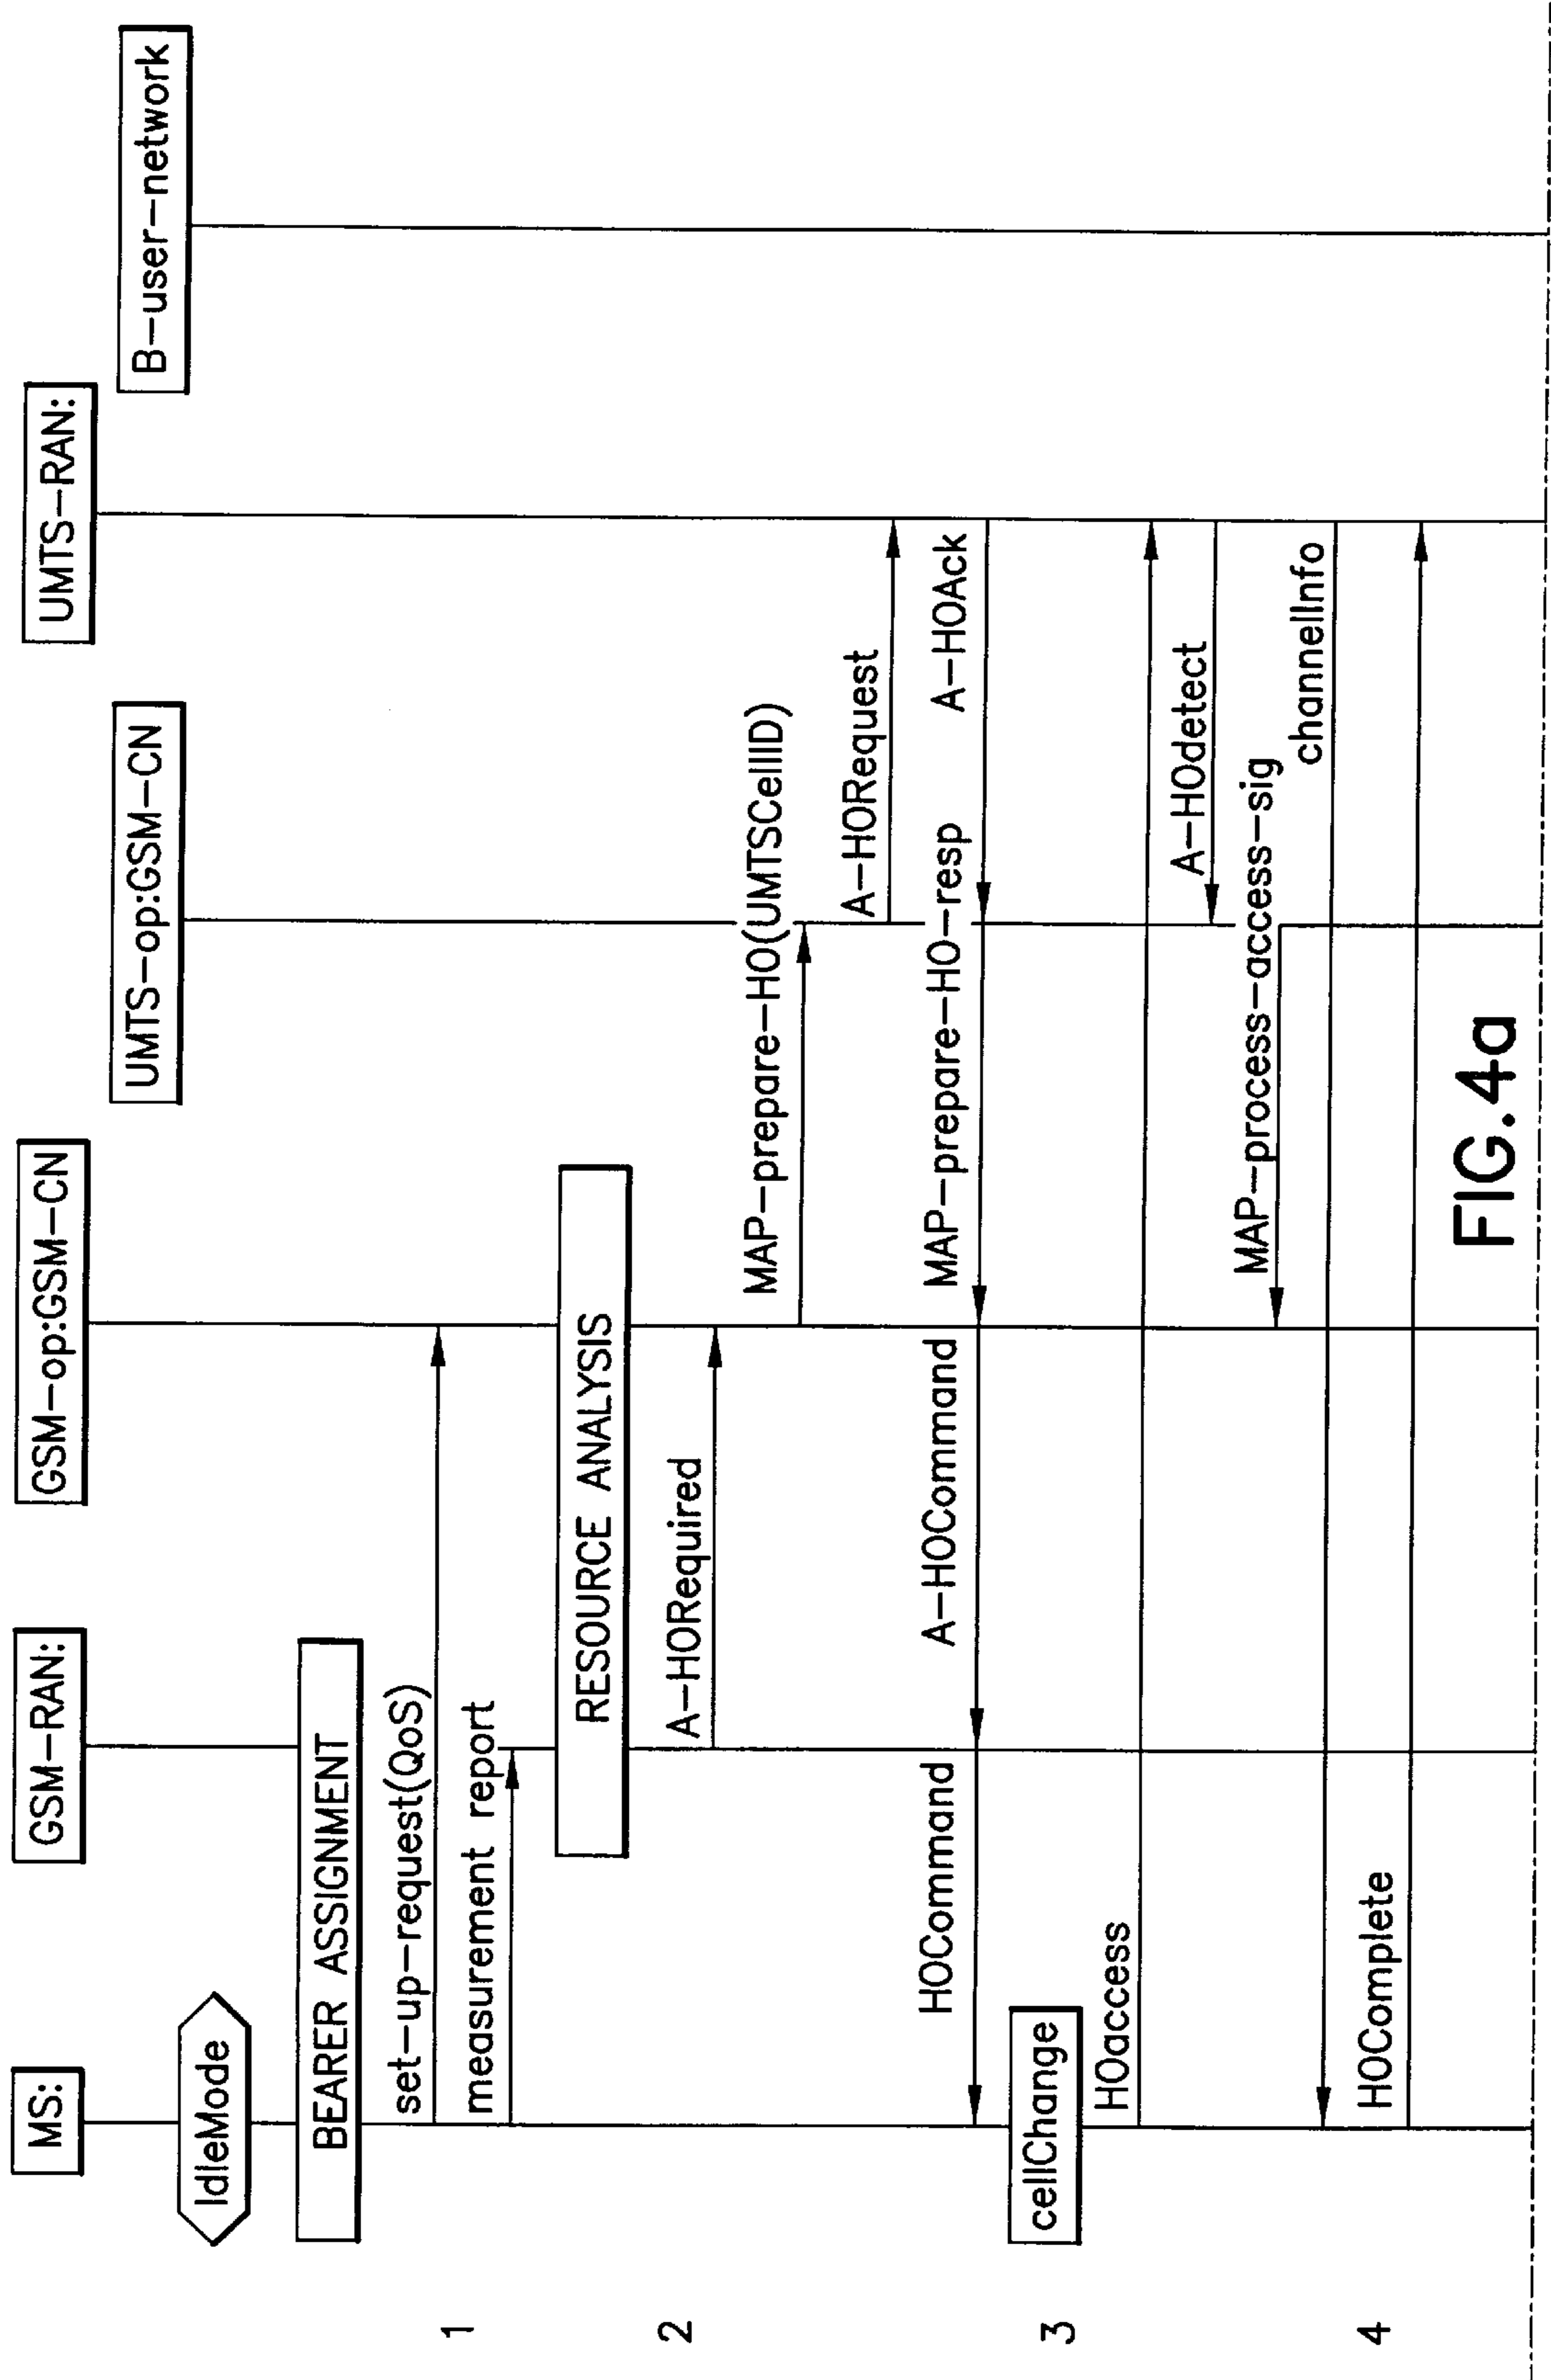 MS:
GSM-RAN:
GSM-op:GSM-CN
UMTS-op:GSM-CN
UMTS-RAN:
B-user-network
IdleMode
BEARER ASSIGNMENT
1
set-up-request(QoS)
measurement report
RESOURCE ANALYSIS
2
A-HORequired
MAP-prepare-HO(UMTSCellID)
A-HORequest
HOCommand
A-HOCommand
MAP-prepare-HO-resp
A-HOAck
3
cellChange
HOaccess
A-HOdetect
MAP-process-access-sig
channelInfo
4
HOComplete
FIG.4a